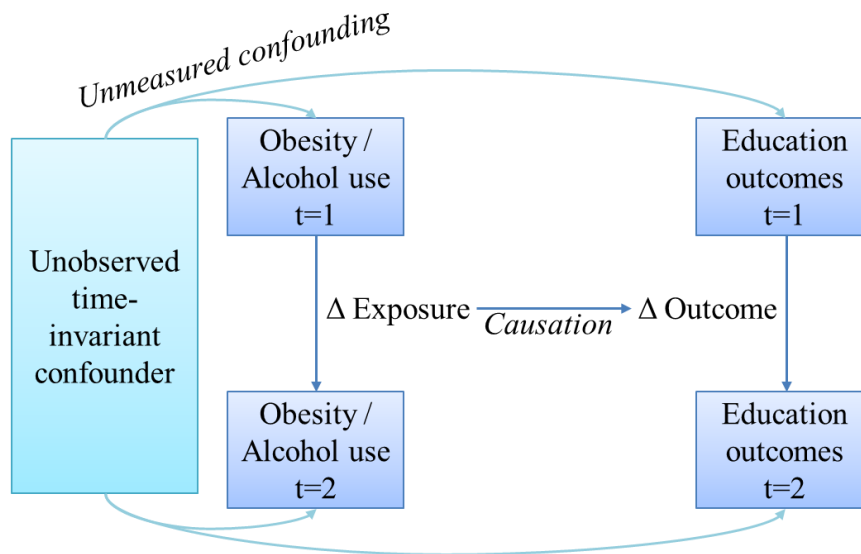 Unmeasured confounding
Obesity /
Alcohol use
t=1
Education
outcomes
t=1
Unobserved
time-
invariant
confounder
Δ Exposure
Causation
Δ Outcome
Obesity /
Alcohol use
t=2
Education
outcomes
t=2